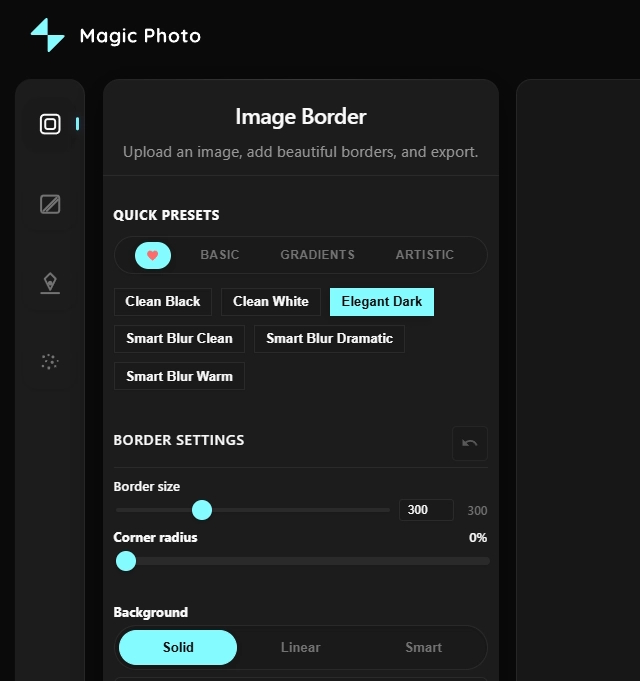 Magic Photo
Image Border
Upload an image, add beautiful borders, and export.
QUICK PRESETS
BASIC GRADIENTS ARTISTIC
Clean Black Clean White Elegant Dark
Smart Blur Clean Smart Blur Dramatic
Smart Blur Warm
BORDER SETTINGS
Border size
300 300
Corner radius 0%
Background
Solid Linear Smart